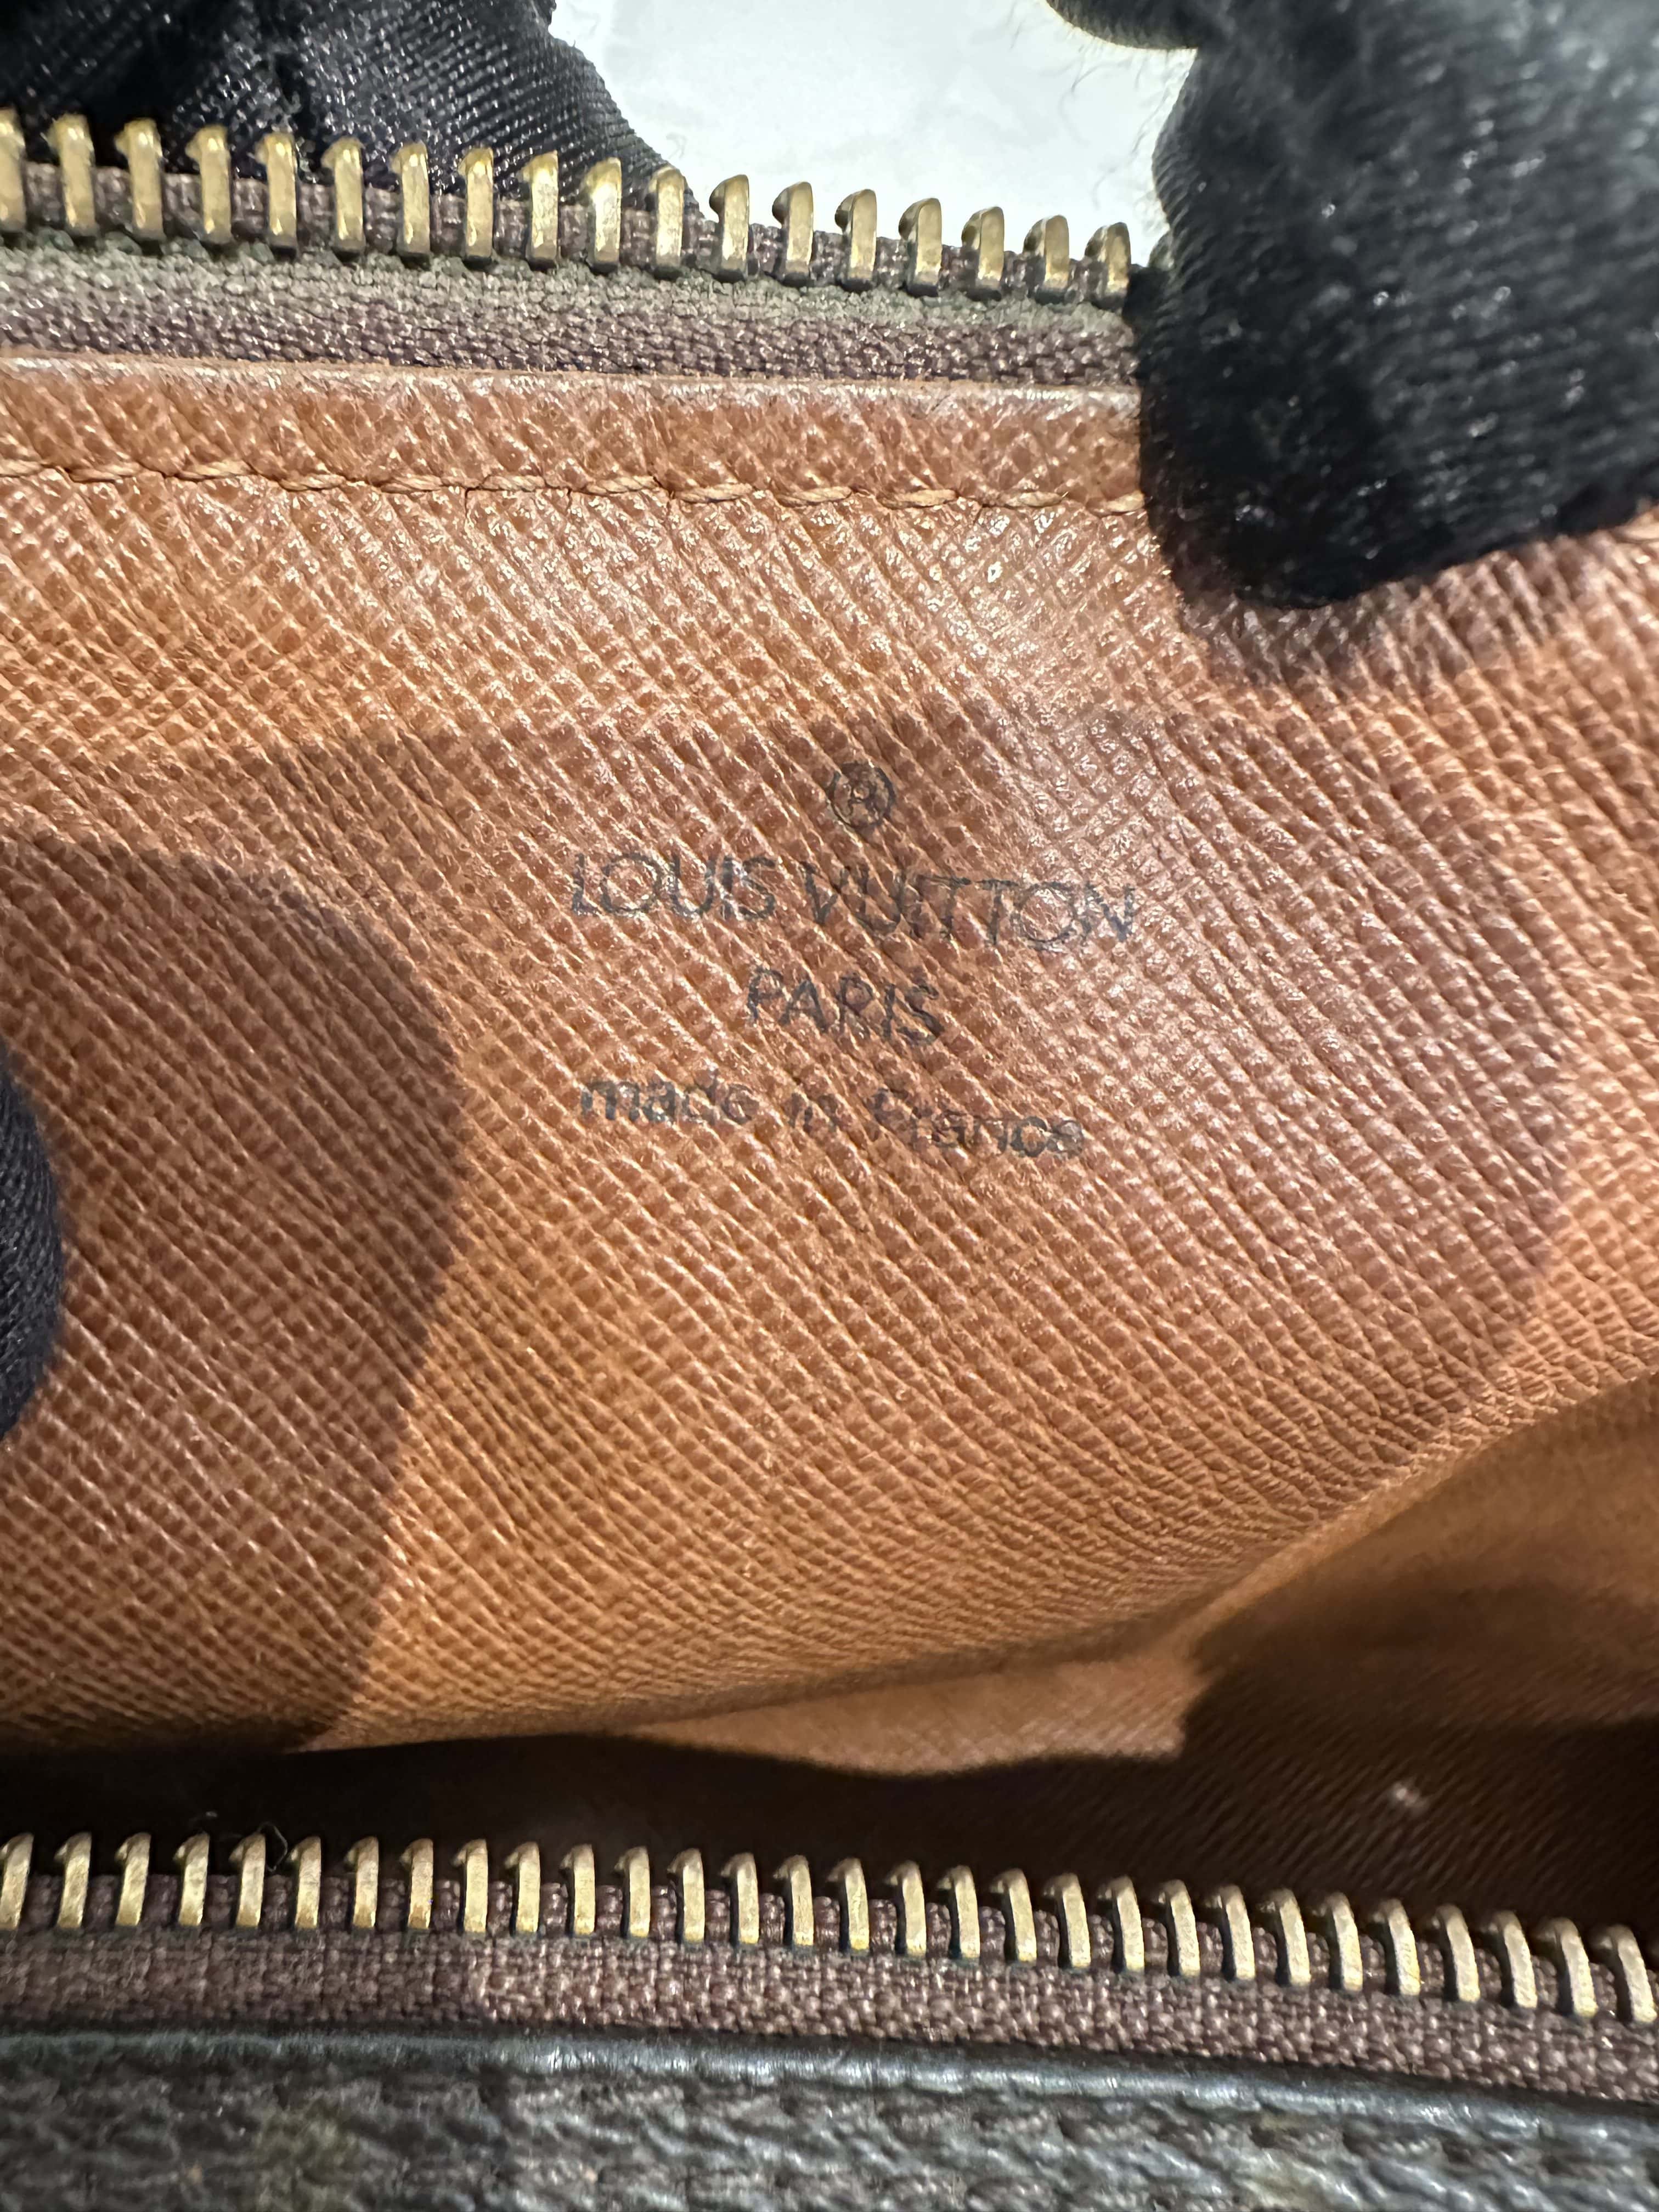 ®
LOUIS VUITTON
PARIS
made in France